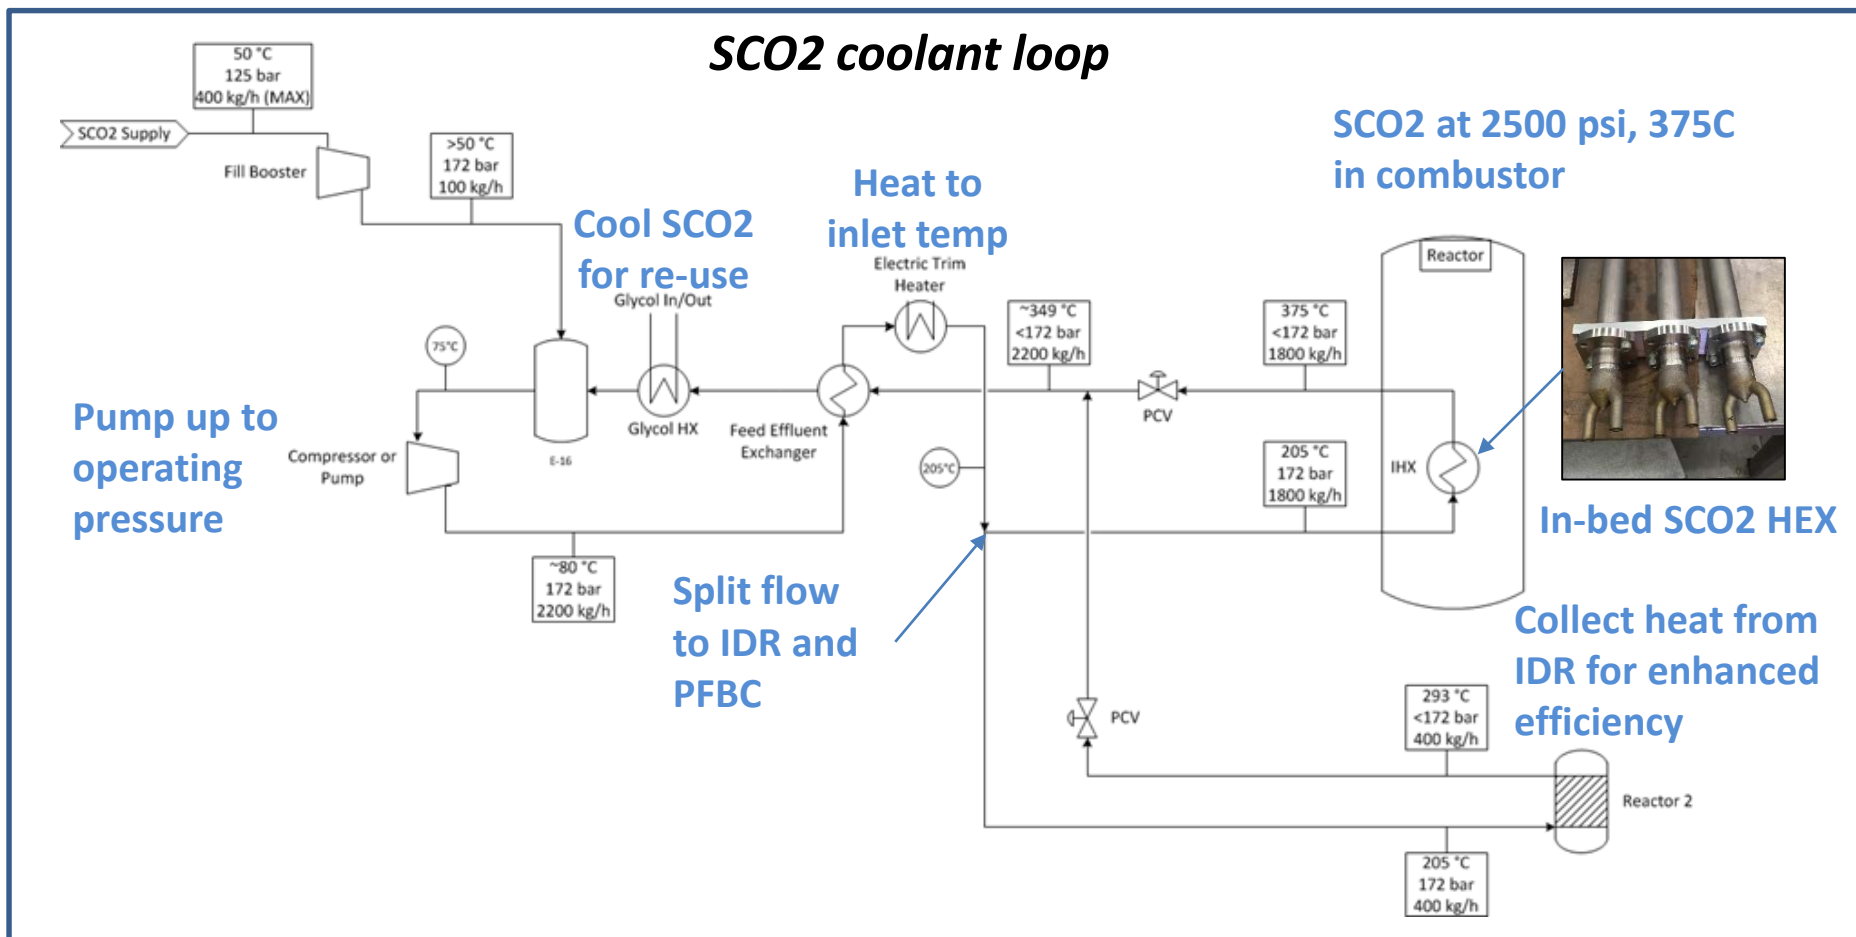 SCO2 coolant loop
50 °C
125 bar
400 kg/h (MAX)
SCO2 Supply
Fill Booster
>50 °C
172 bar
100 kg/h
Cool SCO2
for re-use
Glycol In/Out
Heat to
inlet temp
Electric Trim
Heater
SCO2 at 2500 psi, 375C
in combustor
Reactor
~349 °C
<172 bar
2200 kg/h
375 °C
<172 bar
1800 kg/h
75°C
PCV
Glycol HX
Feed Effluent
Exchanger
E-16
Pump up to
operating
pressure
Compressor or
Pump
205°C
205 °C
172 bar
1800 kg/h
IHX
In-bed SCO2 HEX
~80 °C
172 bar
2200 kg/h
Split flow
to IDR and
PFBC
Collect heat from
IDR for enhanced
efficiency
PCV
293 °C
<172 bar
400 kg/h
Reactor 2
205 °C
172 bar
400 kg/h